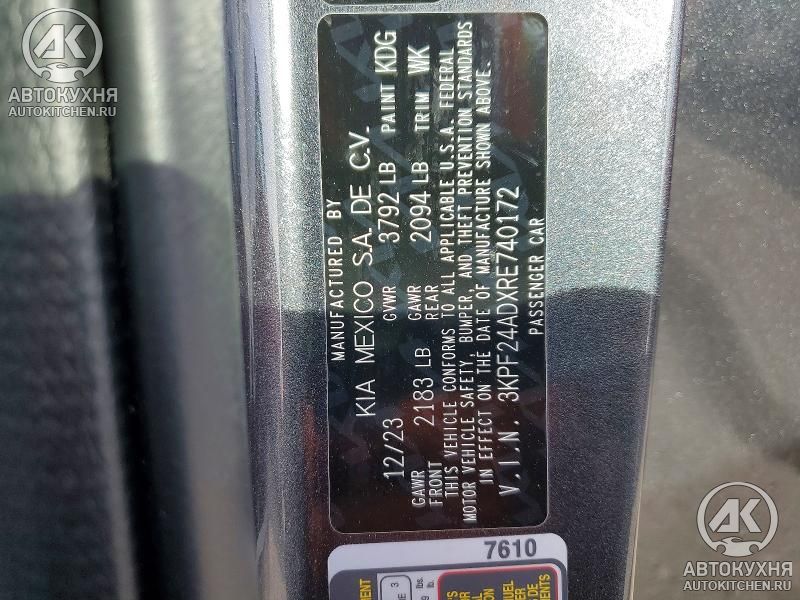 MANUFACTURED BY
KIA MEXICO S.A. DE C.V.
12/23 GVWR 3792 LB PAINT KDG
GAWR FRONT 2183 LB GAWR REAR 2094 LB TRIM WK
THIS VEHICLE CONFORMS TO ALL APPLICABLE U.S.A. FEDERAL
MOTOR VEHICLE SAFETY, BUMPER, AND THEFT PREVENTION STANDARDS
IN EFFECT ON THE DATE OF MANUFACTURE SHOWN ABOVE.
V.I.N. 3KPF24ADXRE740172
PASSENGER CAR
7610
AK
АВТОКУХНЯ
AUTOKITCHEN.RU
AK
АВТОКУХНЯ
AUTOKITCHEN.RU